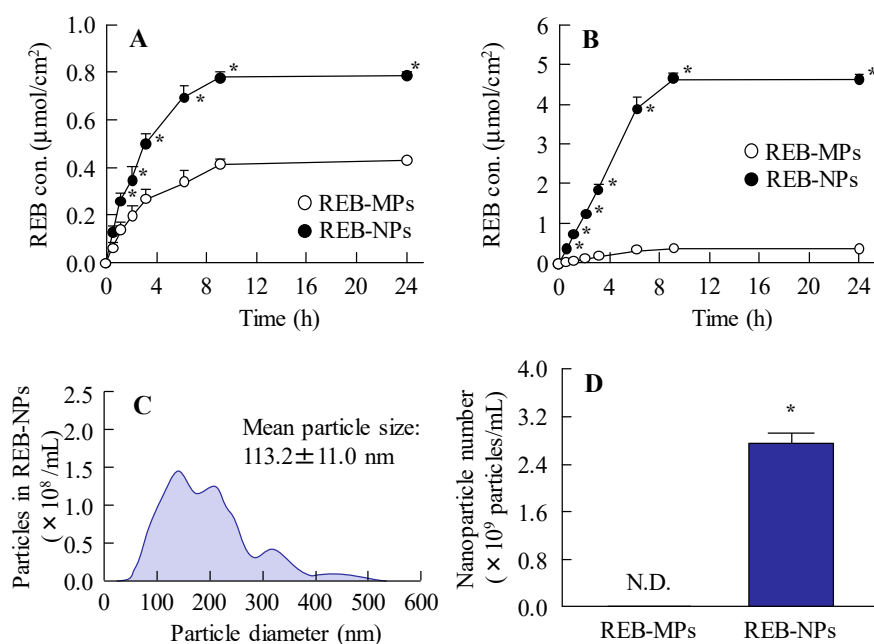 A
REB con. (μmol/cm²)
1.0
0.8
0.6
0.4
0.2
0.0
*
*
*
*
*
*
REB-MPs
REB-NPs
0 4 8 12 16 20 24
Time (h)
B
REB con. (μmol/cm²)
6
5
4
3
2
1
0
*
*
*
*
*
*
*
REB-MPs
REB-NPs
0 4 8 12 16 20 24
Time (h)
C
Particles in REB-NPs
(×10⁸/mL)
2.5
2.0
1.5
1.0
0.5
0.0
Mean particle size:
113.2±11.0 nm
0 100 200 300 400 500 600
Particle diameter (nm)
D
Nanoparticle number
(×10⁹ particles/mL)
4.0
3.2
2.4
1.6
0.8
0.0
*
N.D.
REB-MPs REB-NPs